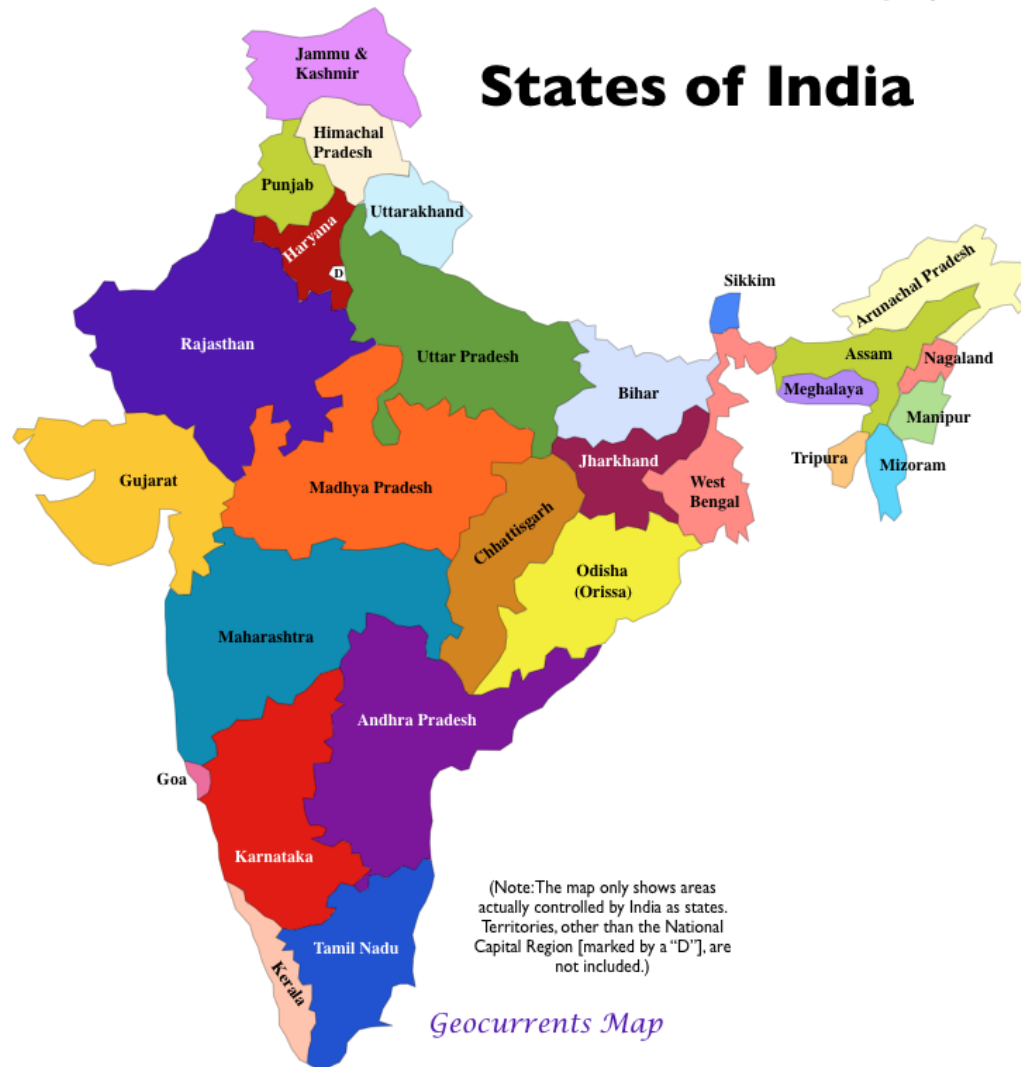 States of India
Jammu &
Kashmir
Himachal
Pradesh
Punjab
Uttarakhand
Haryana
D
Rajasthan
Uttar Pradesh
Sikkim
Arunachal Pradesh
Assam
Nagaland
Bihar
Meghalaya
Manipur
Gujarat
Madhya Pradesh
Jharkhand
West
Bengal
Tripura
Mizoram
Chhattisgarh
Odisha
(Orissa)
Maharashtra
Andhra Pradesh
Goa
Karnataka
Tamil Nadu
Kerala
(Note: The map only shows areas
actually controlled by India as states.
Territories, other than the National
Capital Region [marked by a “D”], are
not included.)
Geocurrents Map